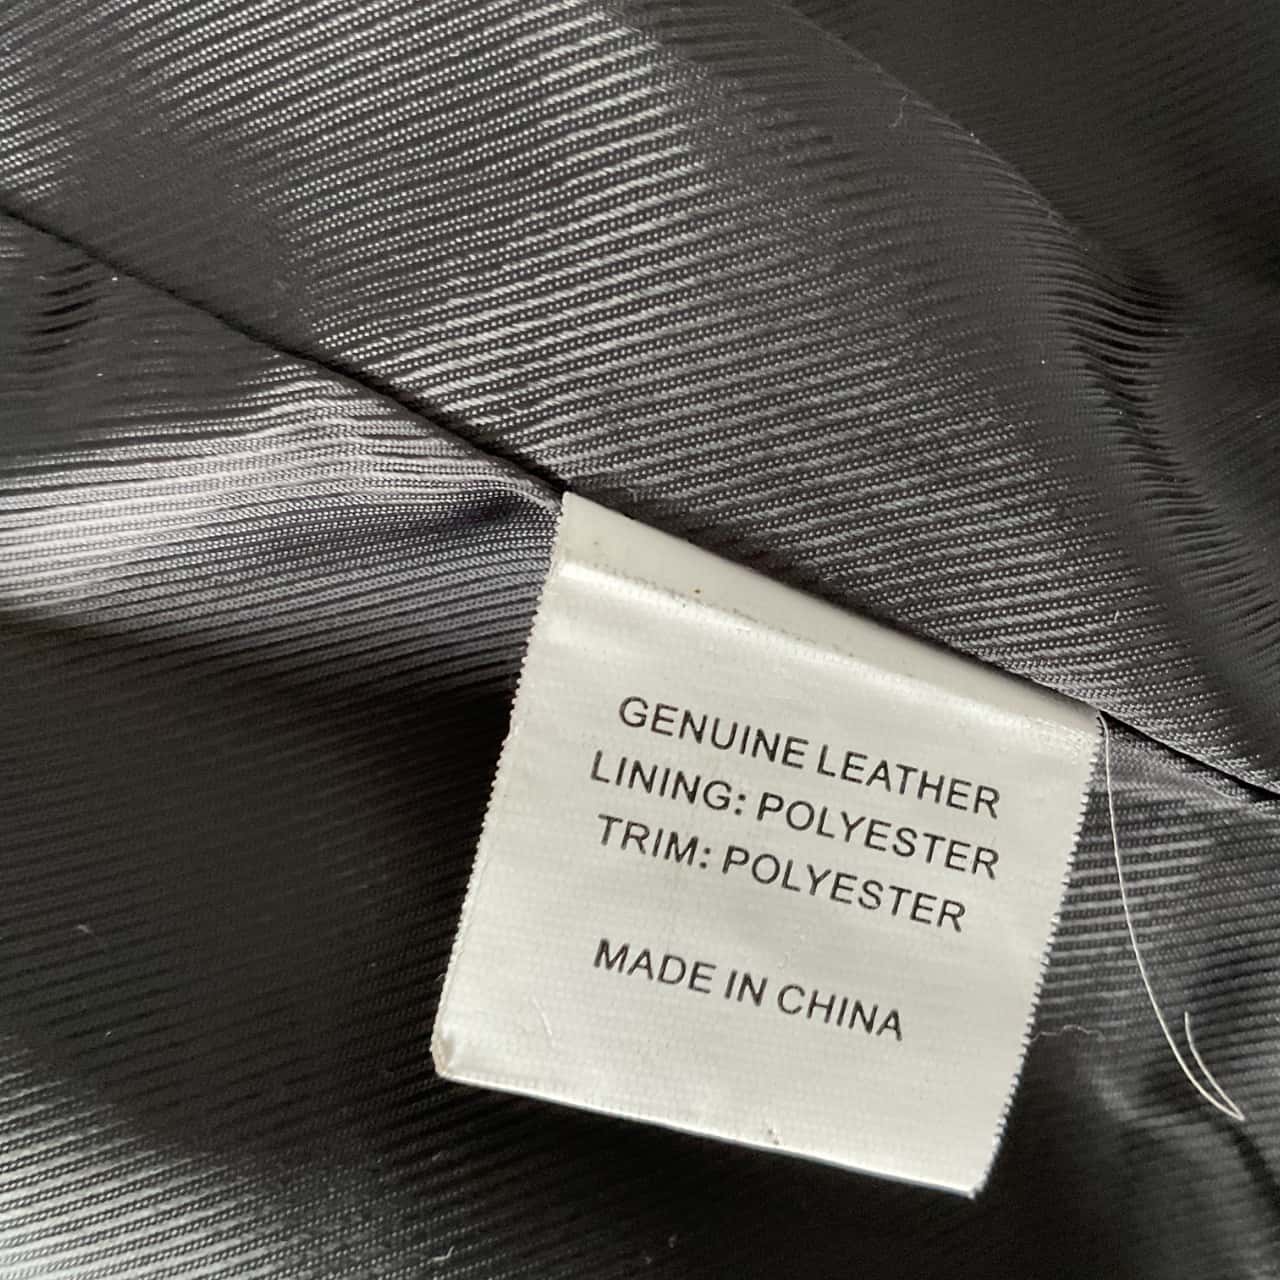 GENUINE LEATHER
LINING: POLYESTER
TRIM: POLYESTER
MADE IN CHINA